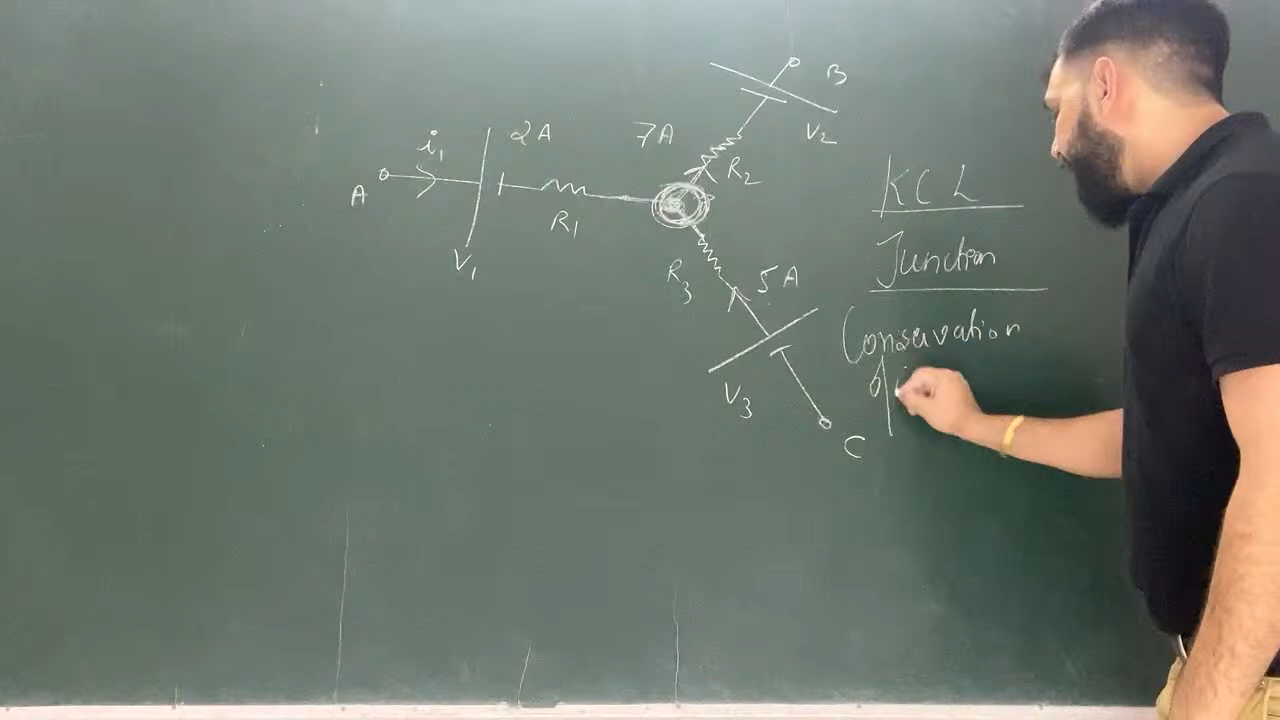 B
i₁
2A
7A
V₂
A
R₂
KCL
R₁
Junction
V₁
R₃
5A
Conservation
of
V₃
C